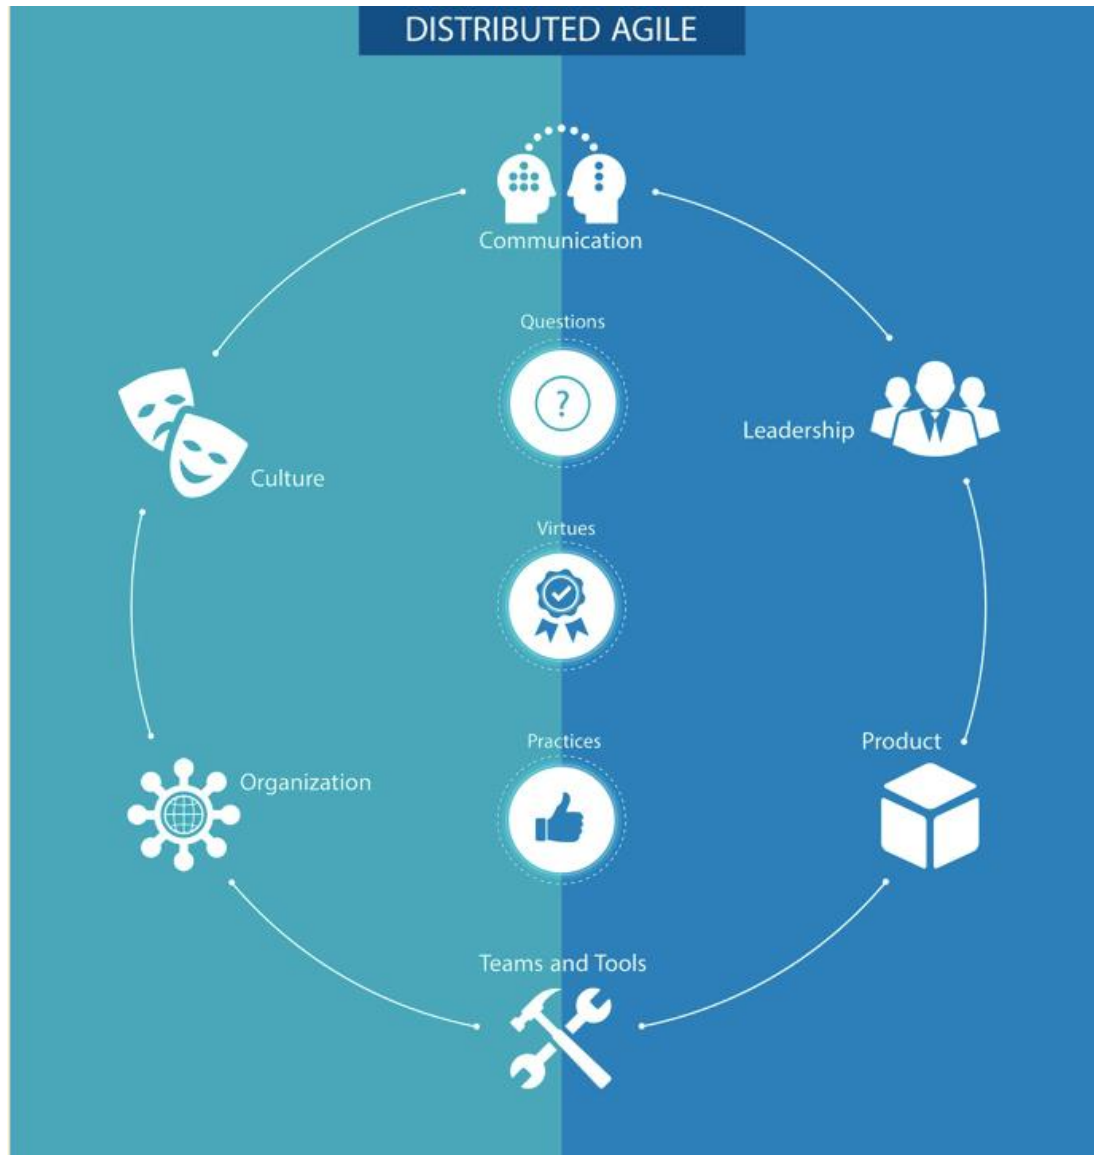 DISTRIBUTED AGILE
Communication
Questions
?
Leadership
Culture
Virtues
Practices
Product
Organization
Teams and Tools